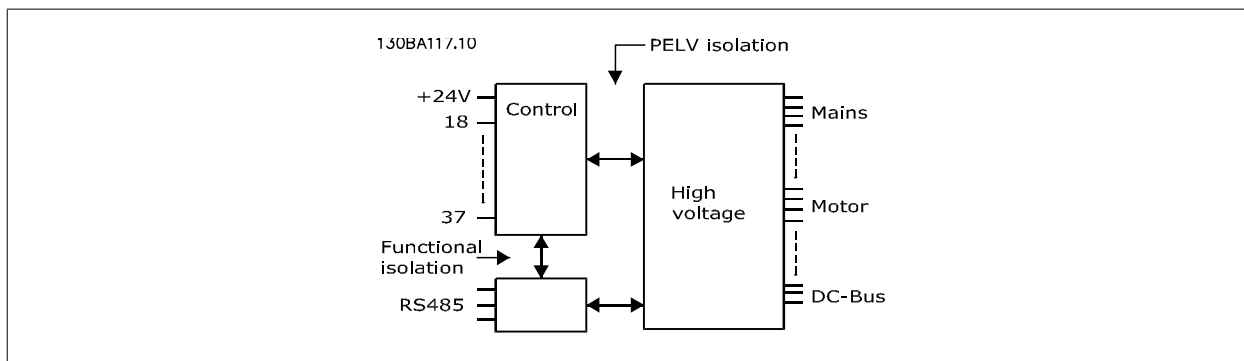 130BA117.10
PELV isolation
+24V
Control
Mains
18
High
voltage
Motor
37
Functional
isolation
RS485
DC-Bus